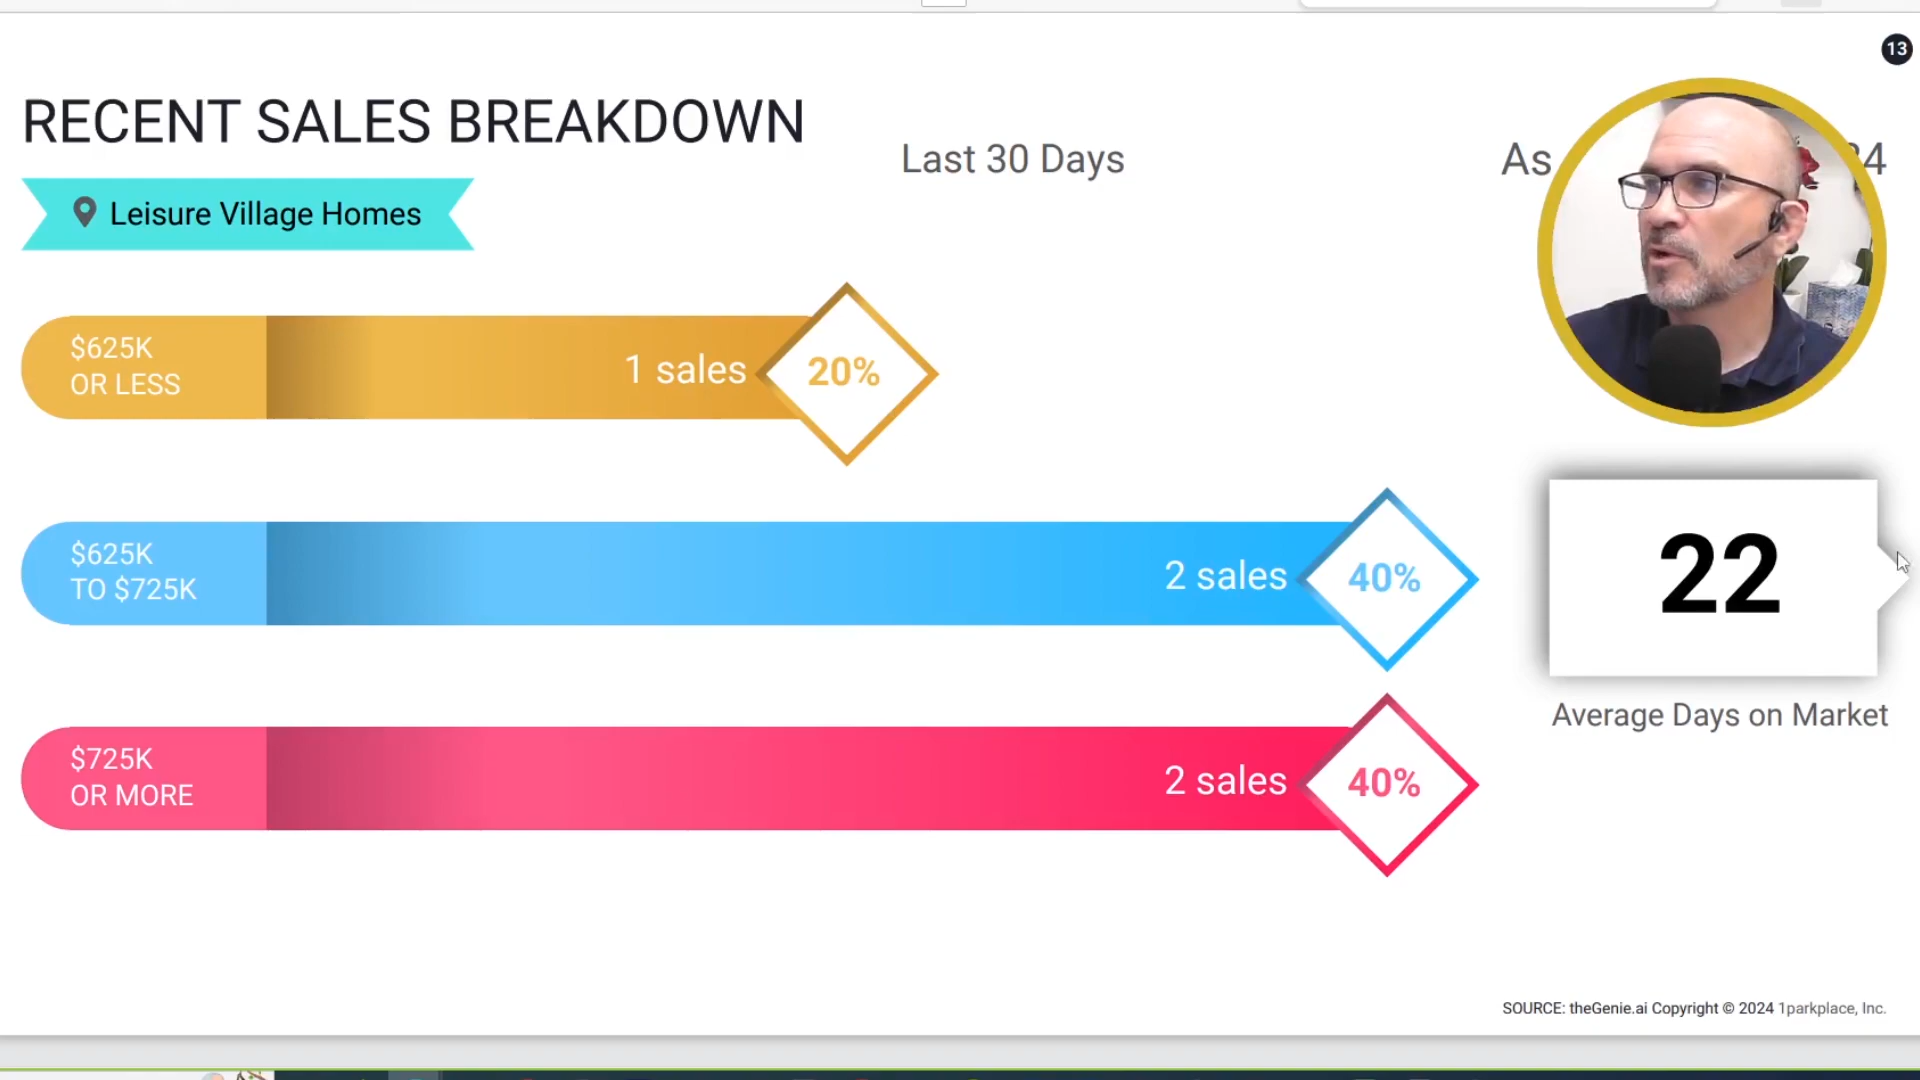 13
RECENT SALES BREAKDOWN
Last 30 Days
As
24
Leisure Village Homes
$625K
OR LESS
1 sales
20%
$625K
TO $725K
2 sales
40%
22
Average Days on Market
$725K
OR MORE
2 sales
40%
SOURCE: theGenie.ai Copyright © 2024 1parkplace, Inc.